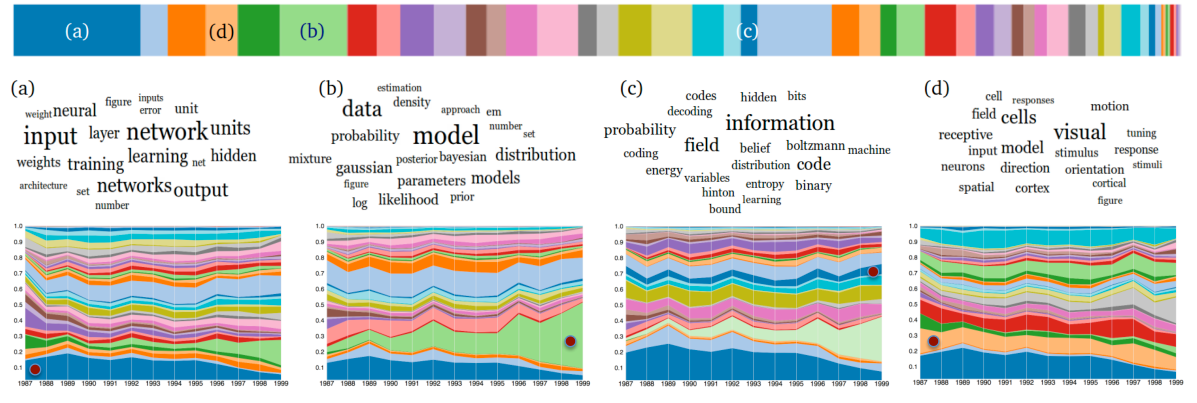 (a) (d) (b) (c)
(a)
weight neural figure inputs error unit
input layer network units
weights training learning net hidden
architecture set networks output
number
(b)
estimation
data density approach em
probability model number set
mixture gaussian posterior bayesian distribution
figure parameters models
log likelihood prior
(c)
codes hidden bits
decoding
probability information
field belief boltzmann machine
coding distribution code
energy variables entropy binary
hinton learning
bound
(d)
cell responses motion
field cells visual tuning
receptive input model stimulus response
neurons direction orientation stimuli
spatial cortex cortical
figure
1.0
0.9
0.8
0.7
0.6
0.5
0.4
0.3
0.2
0.1
1987 1988 1989 1990 1991 1992 1993 1994 1995 1996 1997 1998 1999
1.0
0.9
0.8
0.7
0.6
0.5
0.4
0.3
0.2
0.1
1987 1988 1989 1990 1991 1992 1993 1994 1995 1996 1997 1998 1999
1.0
0.9
0.8
0.7
0.6
0.5
0.4
0.3
0.2
0.1
1987 1988 1989 1990 1991 1992 1993 1994 1995 1996 1997 1998 1999
1.0
0.9
0.8
0.7
0.6
0.5
0.4
0.3
0.2
0.1
1987 1988 1989 1990 1991 1992 1993 1994 1995 1996 1997 1998 1999